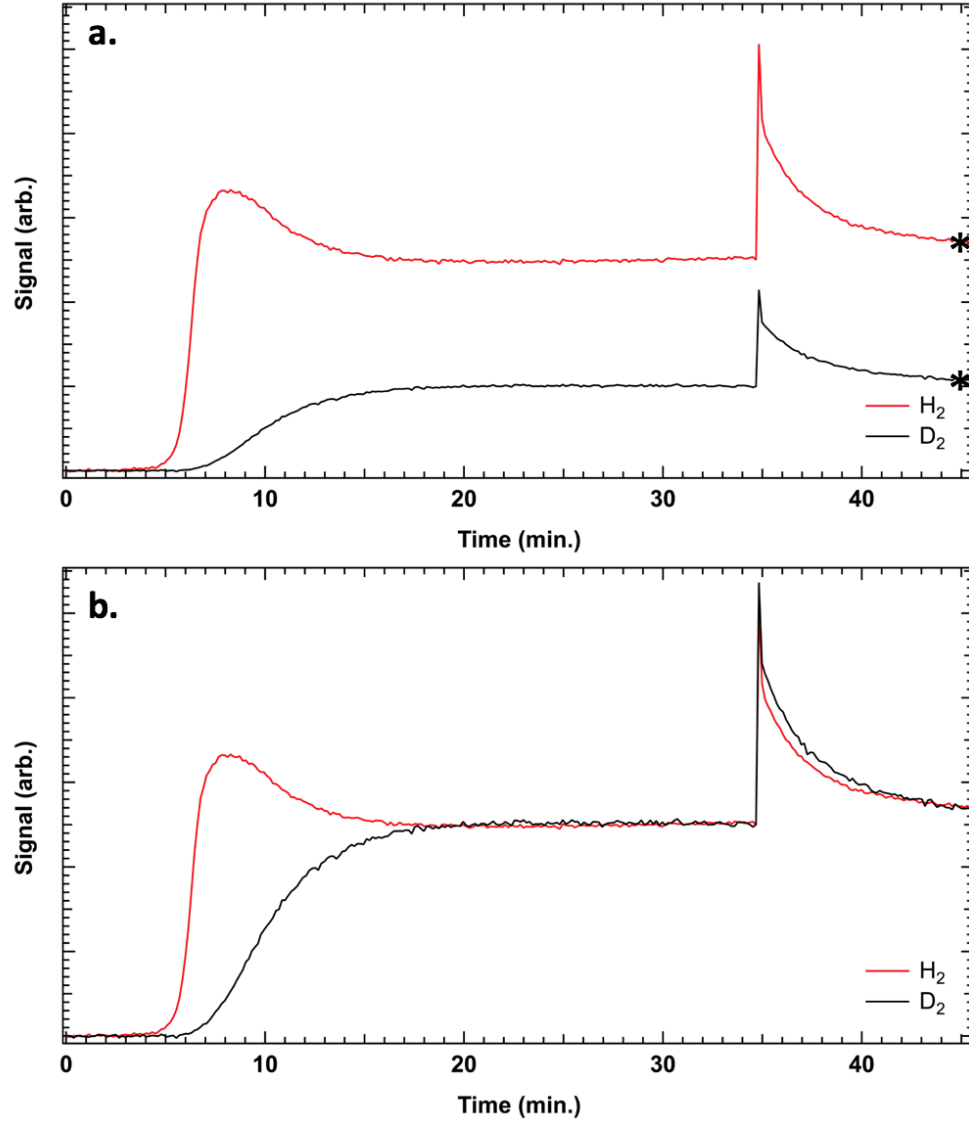 a.
Signal (arb.)
*
*
H₂
D₂
0 10 20 30 40
Time (min.)
b.
Signal (arb.)
H₂
D₂
0 10 20 30 40
Time (min.)